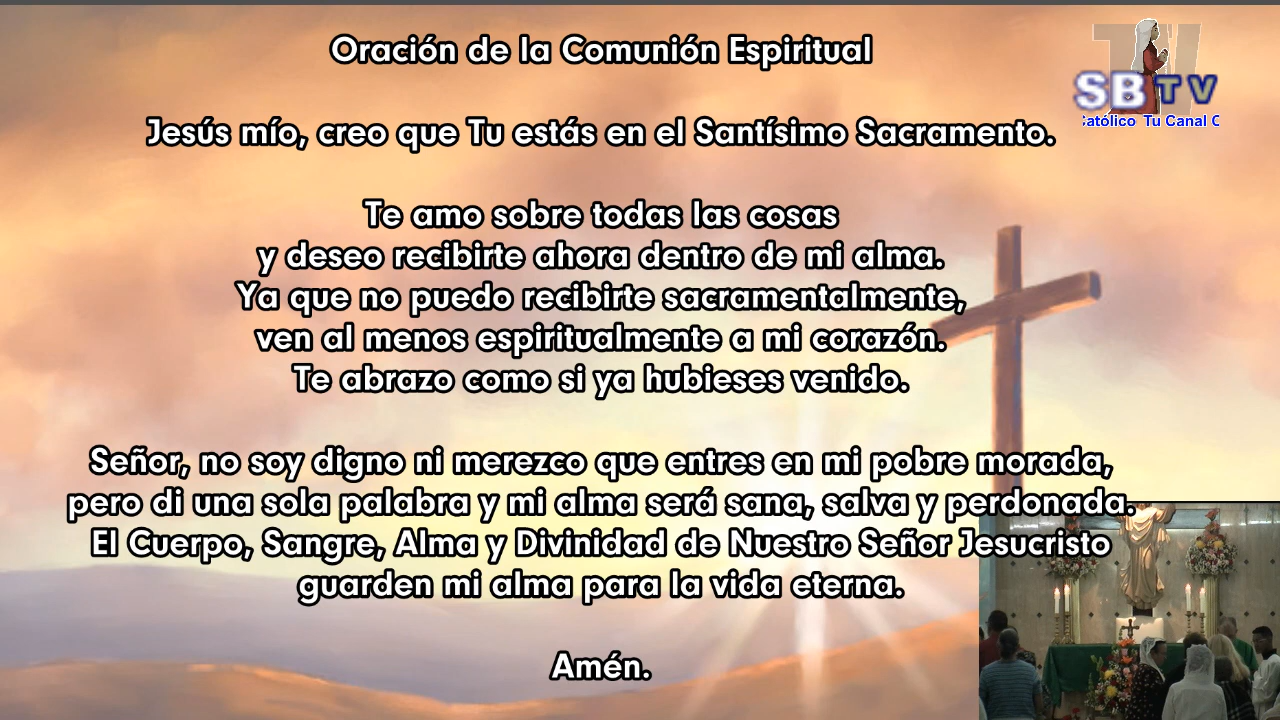 Oración de la Comunión Espiritual
SB TV
atólico Tu Canal C
Jesús mío, creo que Tu estás en el Santísimo Sacramento.
Te amo sobre todas las cosas
y deseo recibirte ahora dentro de mi alma.
Ya que no puedo recibirte sacramentalmente,
ven al menos espiritualmente a mi corazón.
Te abrazo como si ya hubieses venido.
Señor, no soy digno ni merezco que entres en mi pobre morada,
pero di una sola palabra y mi alma será sana, salva y perdonada.
El Cuerpo, Sangre, Alma y Divinidad de Nuestro Señor Jesucristo
guarden mi alma para la vida eterna.
Amén.